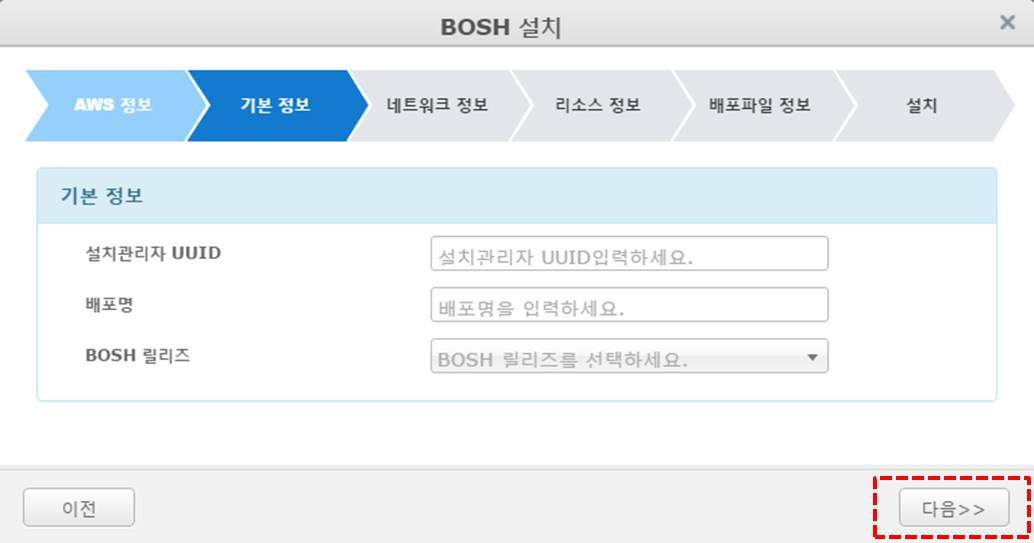 BOSH 설치
AWS 정보
기본 정보
네트워크 정보
리소스 정보
배포파일 정보
설치
기본 정보
설치관리자 UUID
설치관리자 UUID입력하세요.
배포명
배포명을 입력하세요.
BOSH 릴리즈
BOSH 릴리즈를 선택하세요.
이전
다음>>